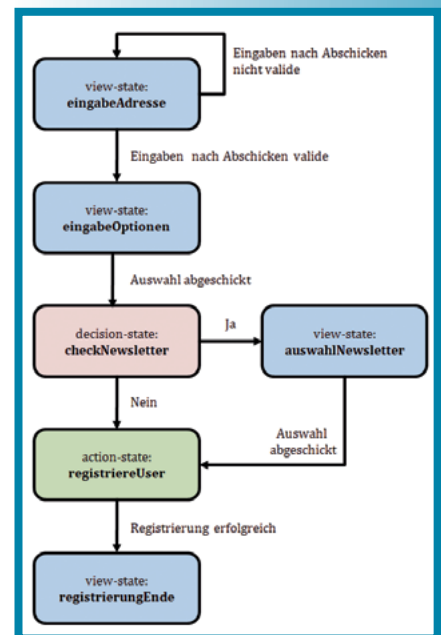 Eingaben nach Abschicken
nicht valide
view-state:
eingabeAdresse
Eingaben nach Abschicken valide
view-state:
eingabeOptionen
Auswahl abgeschickt
decision-state:
checkNewsletter
Ja
view-state:
auswahlNewsletter
Nein
Auswahl
abgeschickt
action-state:
registriereUser
Registrierung erfolgreich
view-state:
registrierungEnde